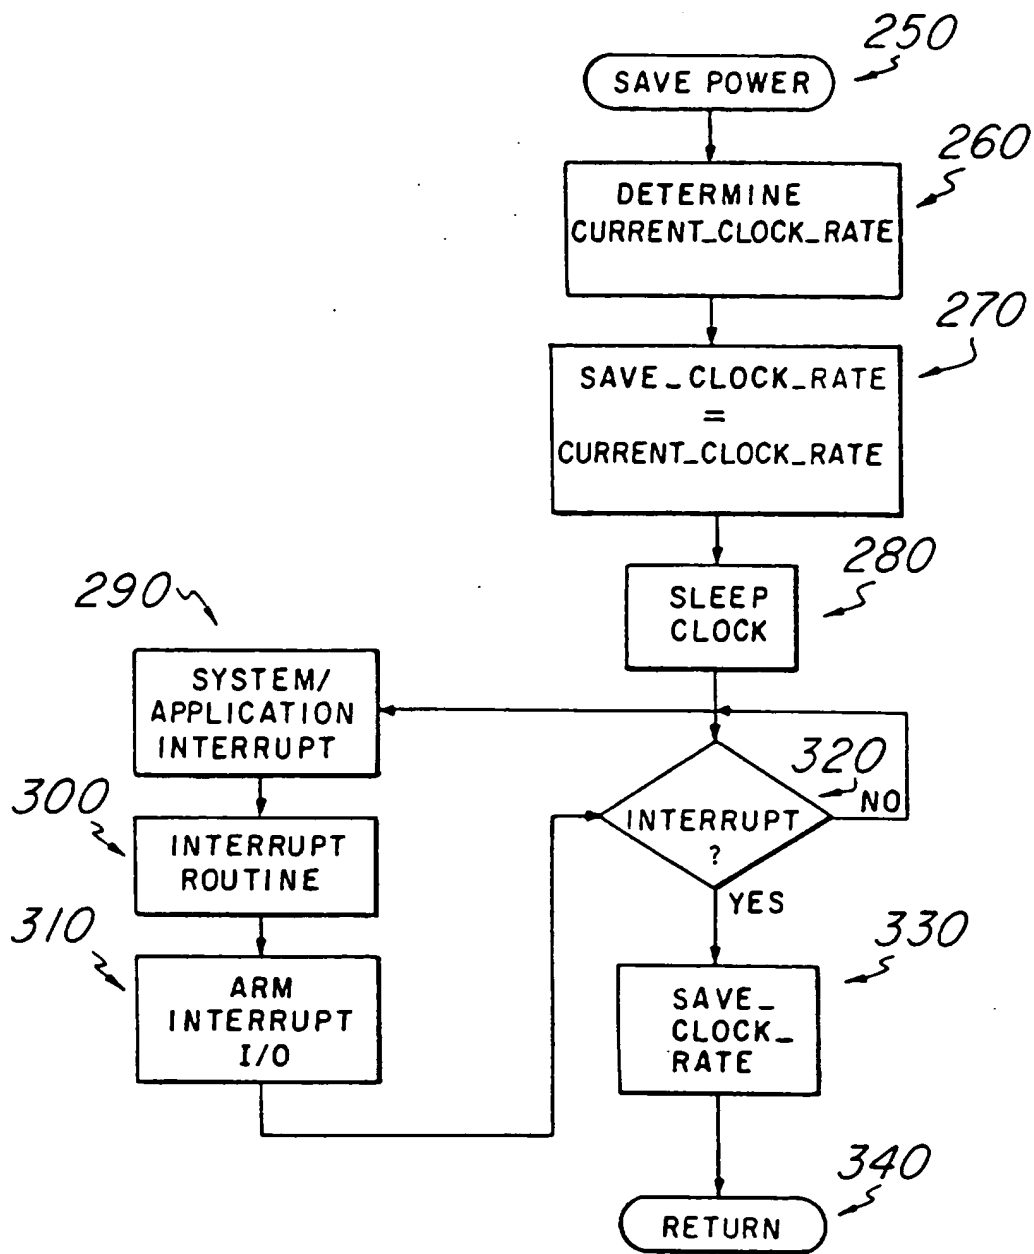 250
SAVE POWER
260
DETERMINE
CURRENT_CLOCK_RATE
270
SAVE_CLOCK_RATE
=
CURRENT_CLOCK_RATE
280
SLEEP
CLOCK
290
SYSTEM/
APPLICATION
INTERRUPT
300
INTERRUPT
ROUTINE
310
ARM
INTERRUPT
I/O
320
INTERRUPT
?
NO
YES
330
SAVE_
CLOCK_
RATE
340
RETURN